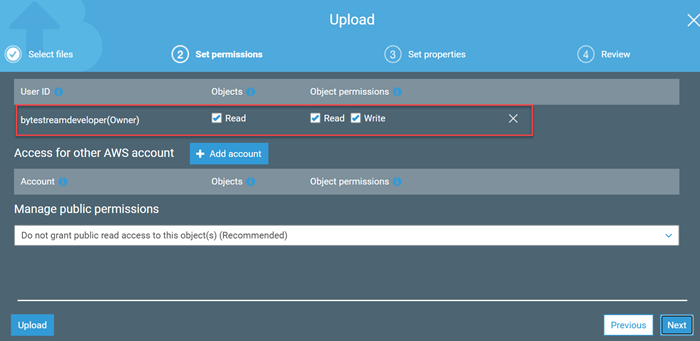 Upload
Select files 2 Set permissions 3 Set properties 4 Review
User ID Objects Object permissions
bytestreamdeveloper(Owner) Read Read Write
Access for other AWS account + Add account
Account Objects Object permissions
Manage public permissions
Do not grant public read access to this object(s) (Recommended)
Upload Previous Next